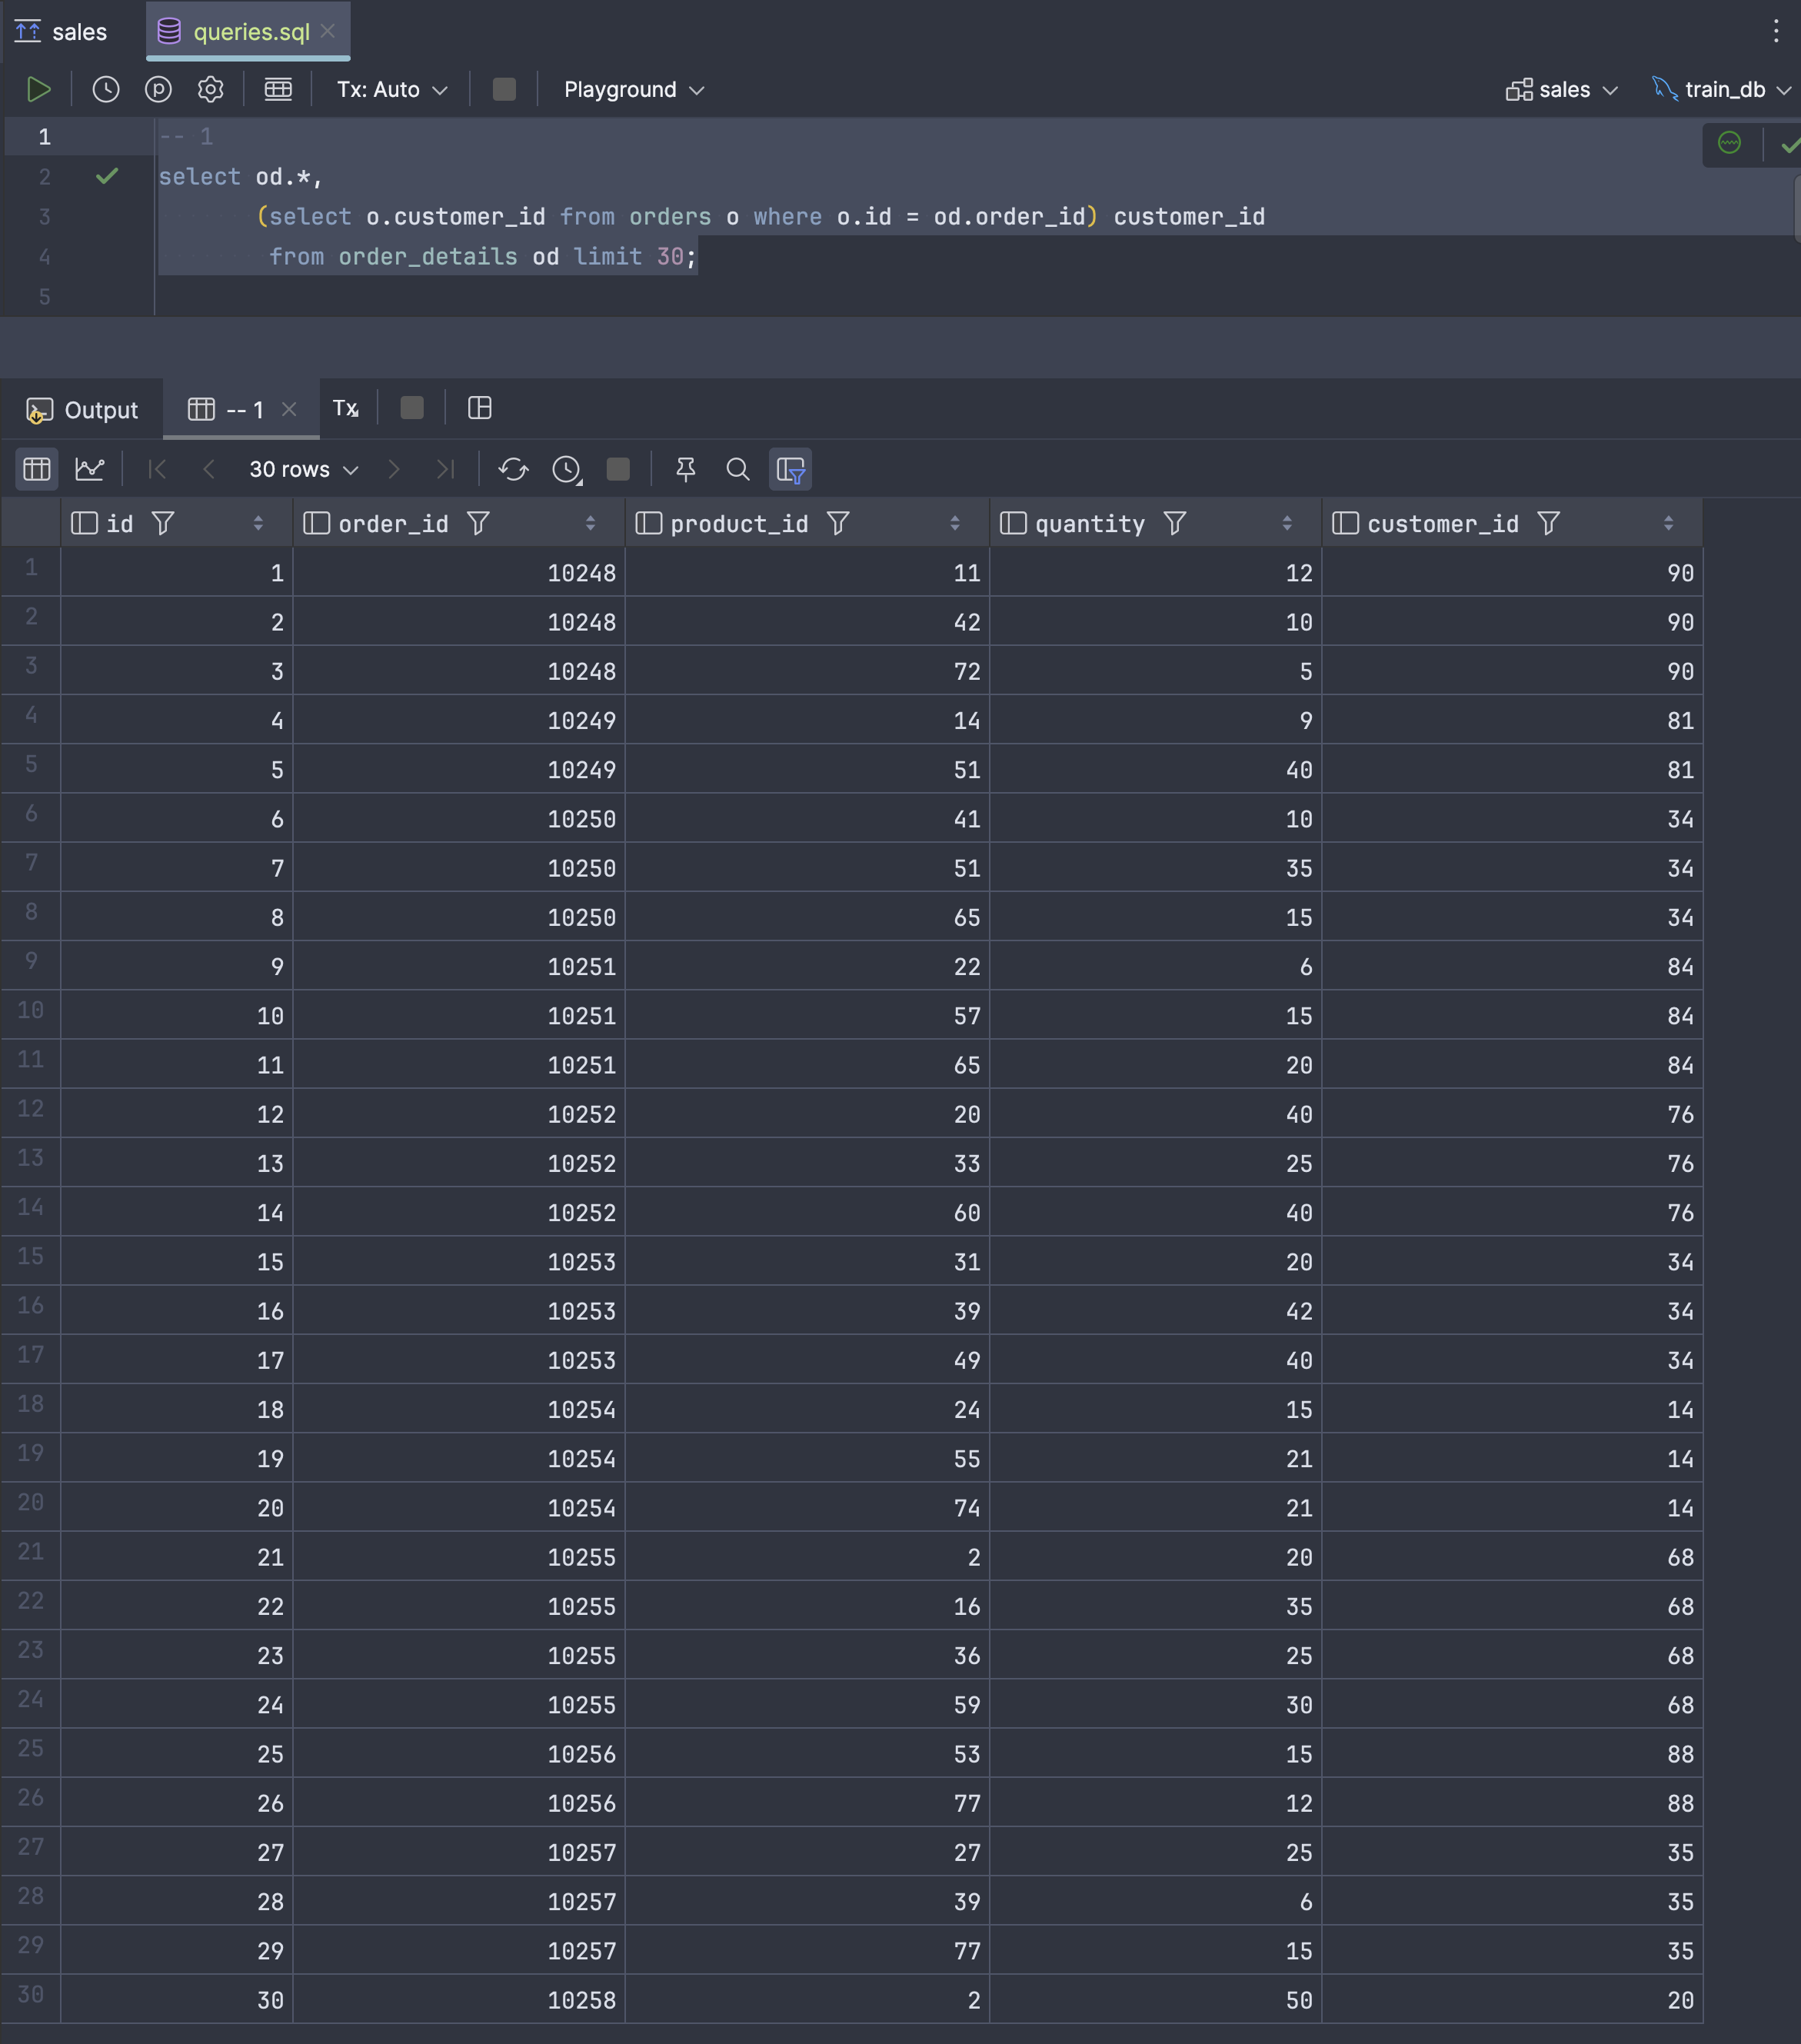 sales queries.sql
Tx: Auto Playground sales train_db
1 -- 1
2 select od.*,
3 (select o.customer_id from orders o where o.id = od.order_id) customer_id
4 from order_details od limit 30;
5
Output -- 1 Tx
30 rows
id order_id product_id quantity customer_id
1 1 10248 11 12 90
2 2 10248 42 10 90
3 3 10248 72 5 90
4 4 10249 14 9 81
5 5 10249 51 40 81
6 6 10250 41 10 34
7 7 10250 51 35 34
8 8 10250 65 15 34
9 9 10251 22 6 84
10 10 10251 57 15 84
11 11 10251 65 20 84
12 12 10252 20 40 76
13 13 10252 33 25 76
14 14 10252 60 40 76
15 15 10253 31 20 34
16 16 10253 39 42 34
17 17 10253 49 40 34
18 18 10254 24 15 14
19 19 10254 55 21 14
20 20 10254 74 21 14
21 21 10255 2 20 68
22 22 10255 16 35 68
23 23 10255 36 25 68
24 24 10255 59 30 68
25 25 10256 53 15 88
26 26 10256 77 12 88
27 27 10257 27 25 35
28 28 10257 39 6 35
29 29 10257 77 15 35
30 30 10258 2 50 20